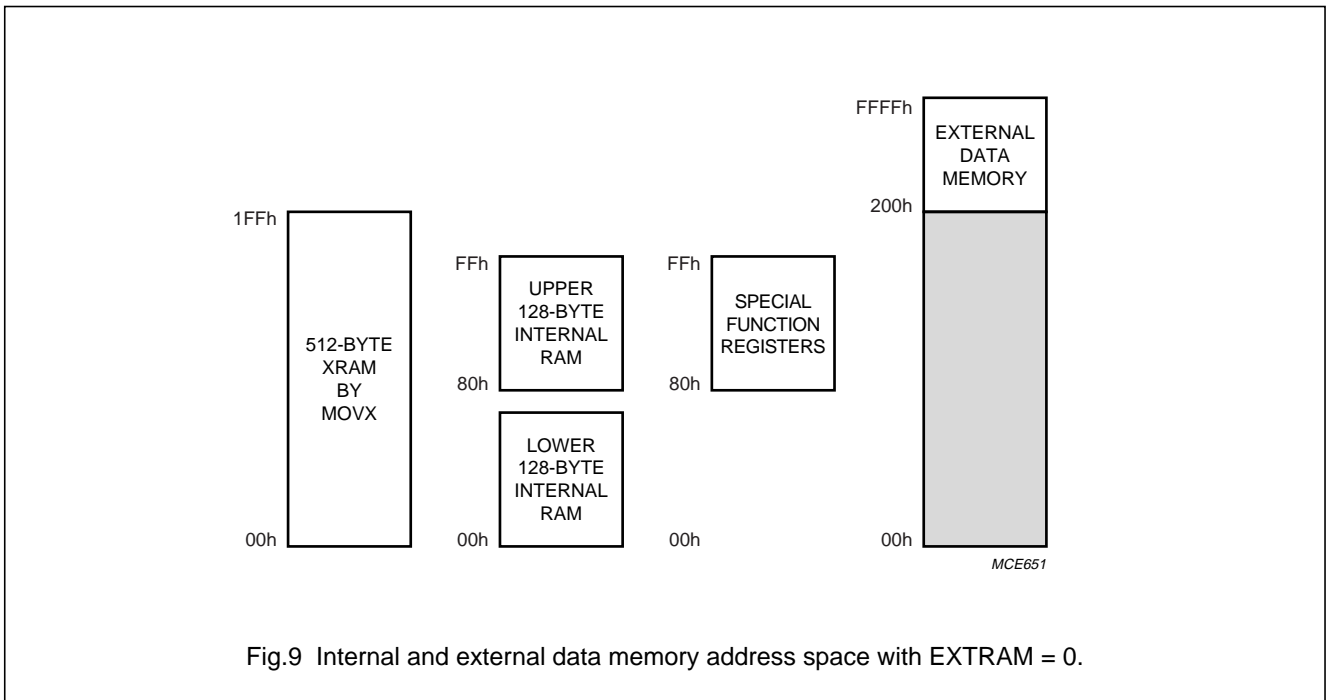 1FFh
512-BYTE
XRAM
BY
MOVX
00h
FFh
UPPER
128-BYTE
INTERNAL
RAM
80h
LOWER
128-BYTE
INTERNAL
RAM
00h
FFh
SPECIAL
FUNCTION
REGISTERS
80h
00h
FFFFh
EXTERNAL
DATA
MEMORY
200h
00h
MCE651
Fig.9 Internal and external data memory address space with EXTRAM = 0.